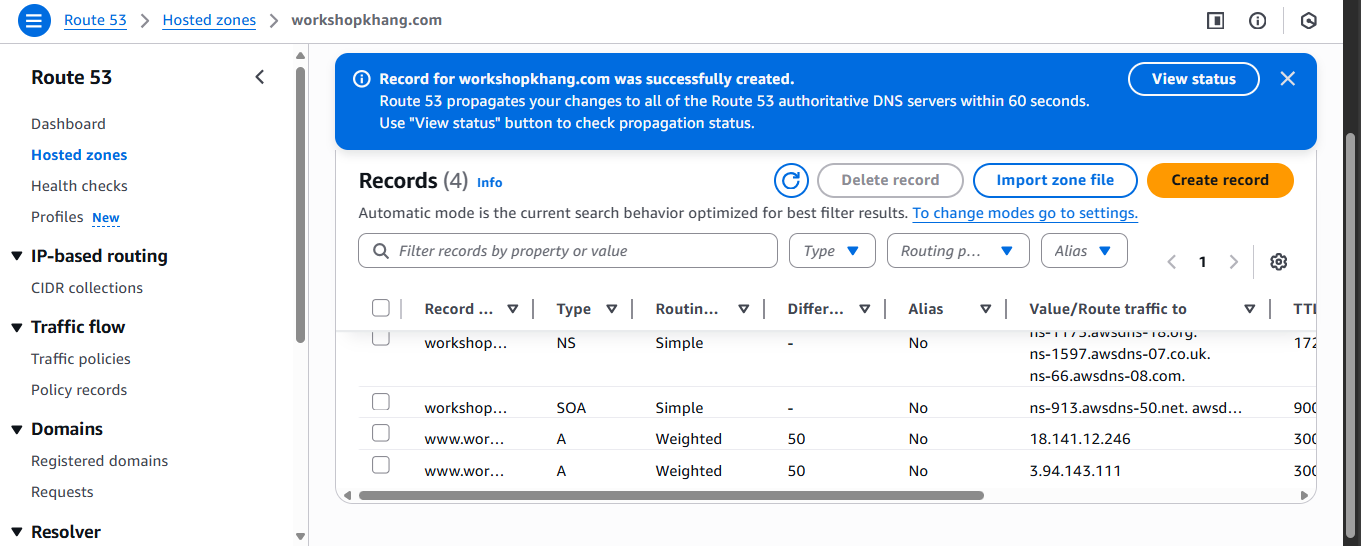 Route 53 > Hosted zones > workshopkhang.com
Route 53
Dashboard
Hosted zones
Health checks
Profiles New
IP-based routing
CIDR collections
Traffic flow
Traffic policies
Policy records
Domains
Registered domains
Requests
Resolver
Record for workshopkhang.com was successfully created.
Route 53 propagates your changes to all of the Route 53 authoritative DNS servers within 60 seconds.
Use "View status" button to check propagation status.
View status
Records (4) Info
Delete record
Import zone file
Create record
Automatic mode is the current search behavior optimized for best filter results. To change modes go to settings.
Filter records by property or value
Type
Routing p...
Alias
1
Record ... Type Routin... Differ... Alias Value/Route traffic to TTL
workshop... NS Simple - No 172
ns-1597.awsdns-07.co.uk.
ns-66.awsdns-08.com.
workshop... SOA Simple - No ns-913.awsdns-50.net. awsd... 900
www.wor... A Weighted 50 No 18.141.12.246 300
www.wor... A Weighted 50 No 3.94.143.111 300